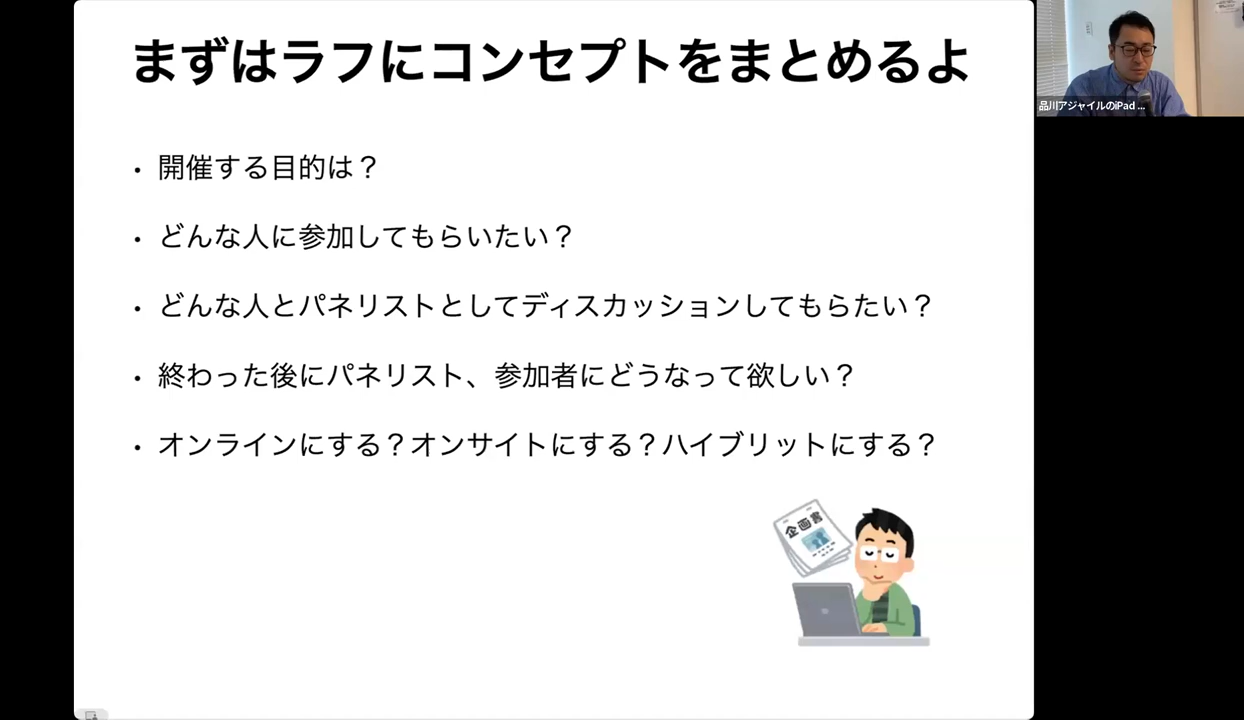 まずはラフにコンセプトをまとめるよ
・開催する目的は？
・どんな人に参加してもらいたい？
・どんな人とパネリストとしてディスカッションしてもらたい？
・終わった後にパネリスト、参加者にどうなって欲しい？
・オンラインにする？オンサイトにする？ハイブリットにする？
企画書
品川アジャイルのiPad ...